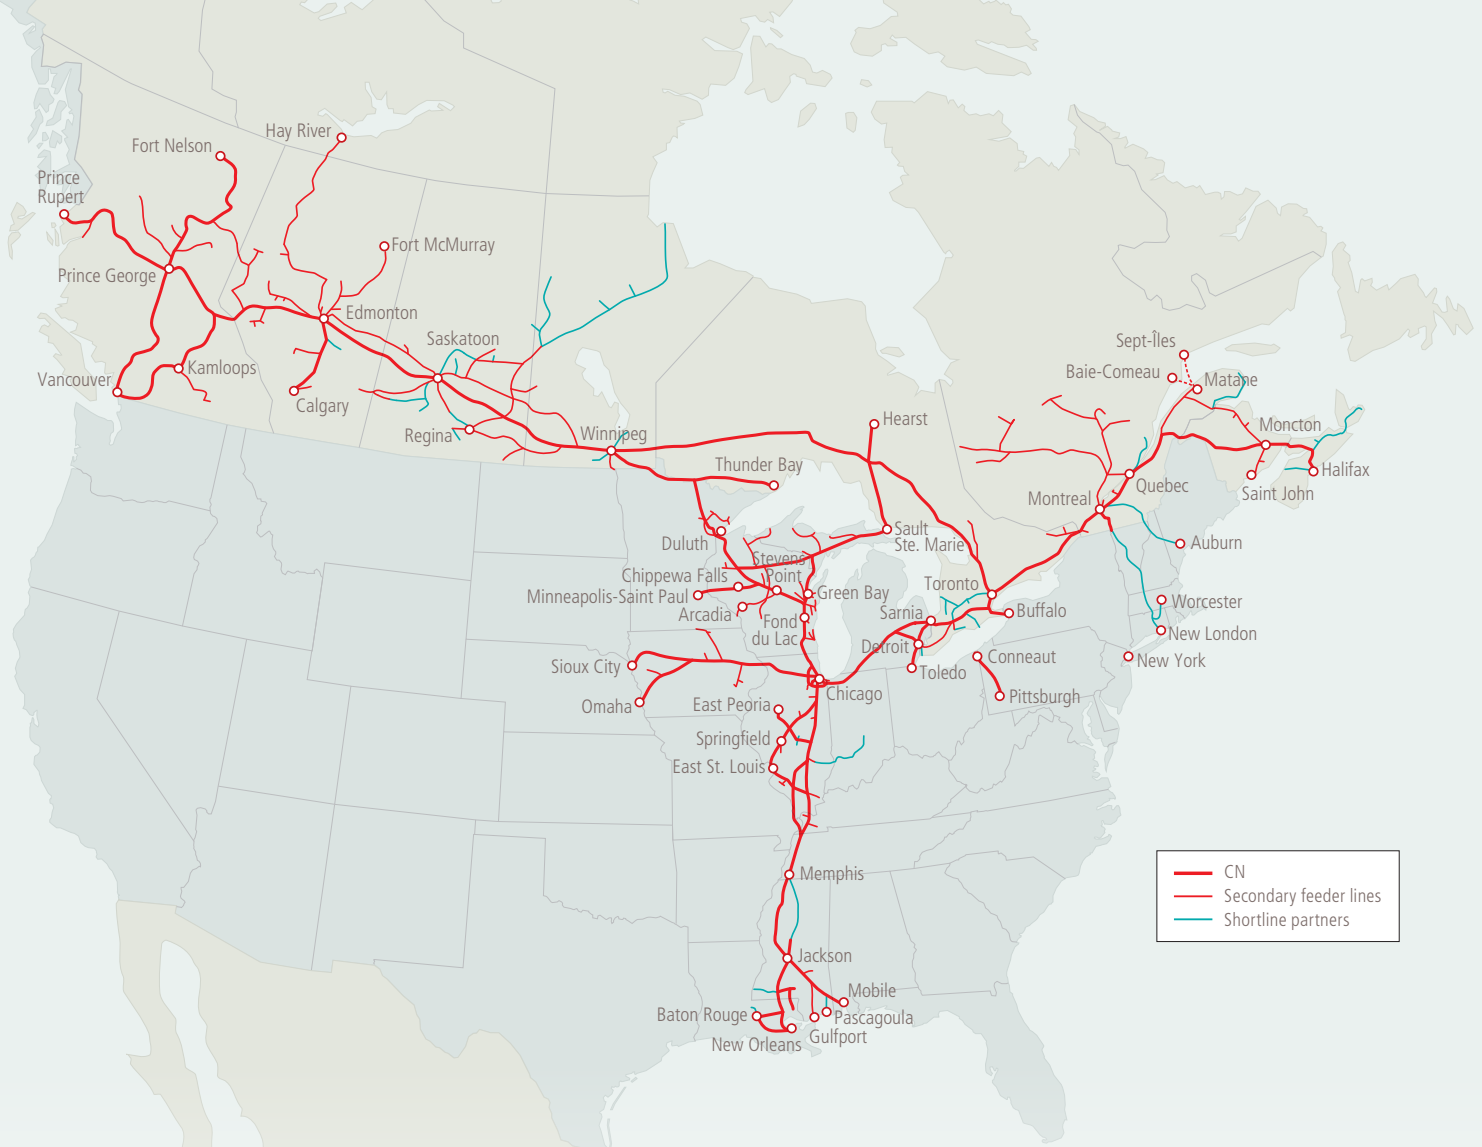 Hay River
Fort Nelson
Prince
Rupert
Fort McMurray
Prince George
Edmonton
Saskatoon
Sept-Îles
Kamloops
Baie-Comeau
Vancouver
Matane
Calgary
Hearst
Moncton
Regina
Winnipeg
Thunder Bay
Halifax
Quebec
Saint John
Montreal
Sault
Ste. Marie
Duluth
Auburn
Stevens
Point
Chippewa Falls
Toronto
Minneapolis-Saint Paul
Green Bay
Worcester
Arcadia
Sarnia
Buffalo
Fond
du Lac
New London
Detroit
Conneaut
New York
Sioux City
Toledo
Chicago
Pittsburgh
Omaha
East Peoria
Springfield
East St. Louis
Memphis
CN
Secondary feeder lines
Shortline partners
Jackson
Mobile
Baton Rouge
Pascagoula
Gulfport
New Orleans